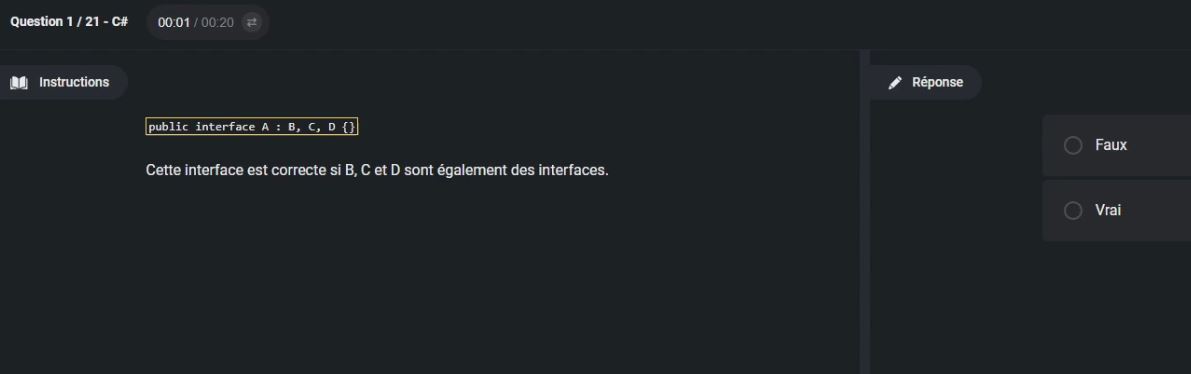 Question 1 / 21 - C#
00:01 / 00:20
Instructions
Réponse
public interface A : B, C, D {}
Cette interface est correcte si B, C et D sont également des interfaces.
Faux
Vrai